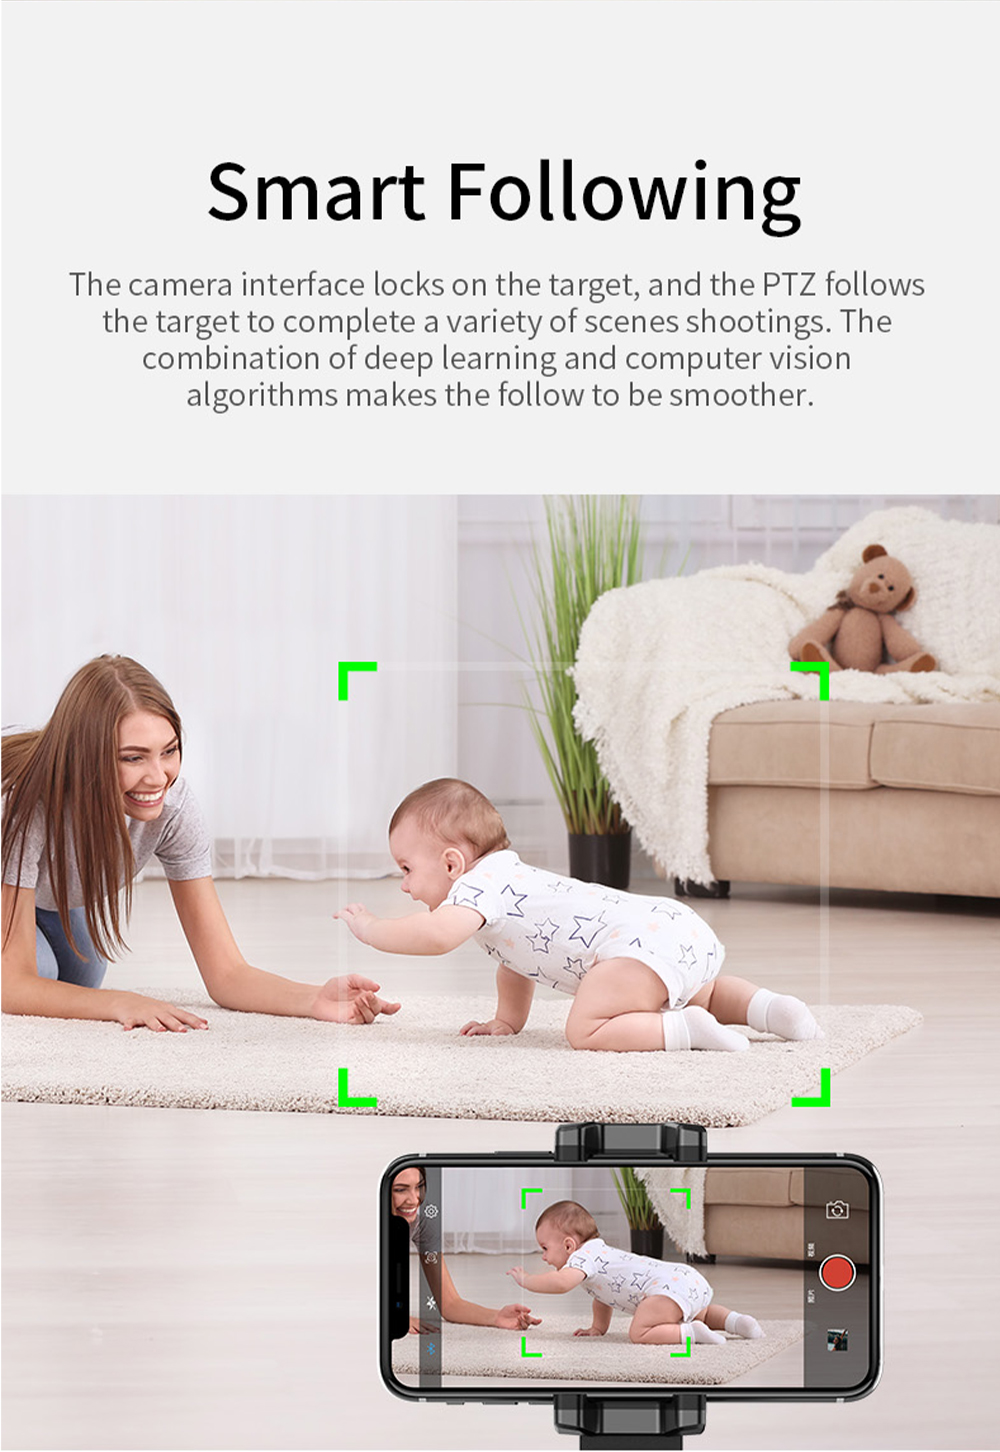 Smart Following
The camera interface locks on the target, and the PTZ follows
the target to complete a variety of scenes shootings. The
combination of deep learning and computer vision
algorithms makes the follow to be smoother.